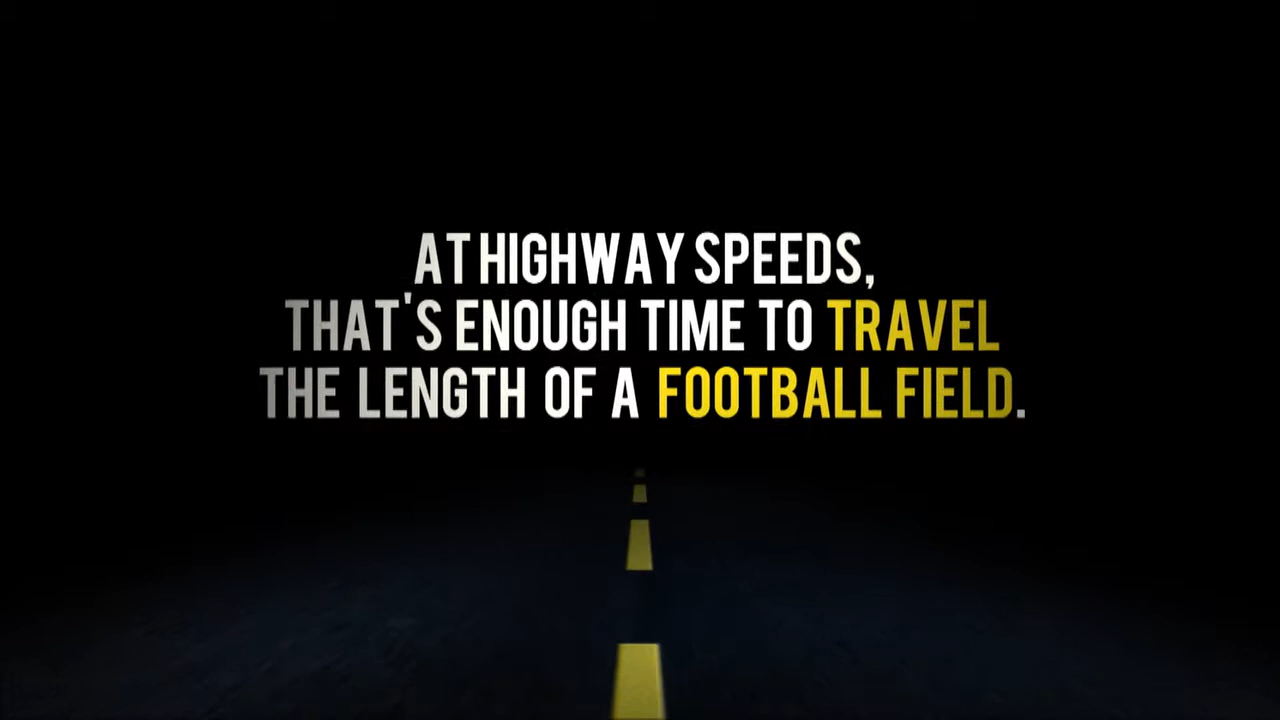 AT HIGHWAY SPEEDS,
THAT'S ENOUGH TIME TO TRAVEL
THE LENGTH OF A FOOTBALL FIELD.